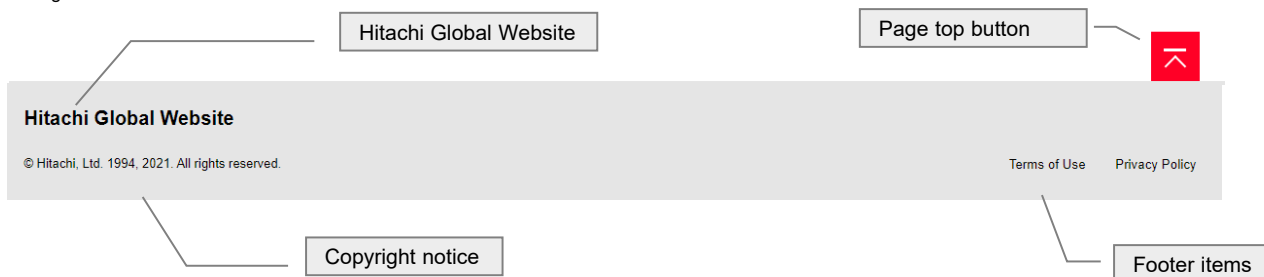 Hitachi Global Website
Page top button
Hitachi Global Website
© Hitachi, Ltd. 1994, 2021. All rights reserved.
Terms of Use Privacy Policy
Copyright notice
Footer items